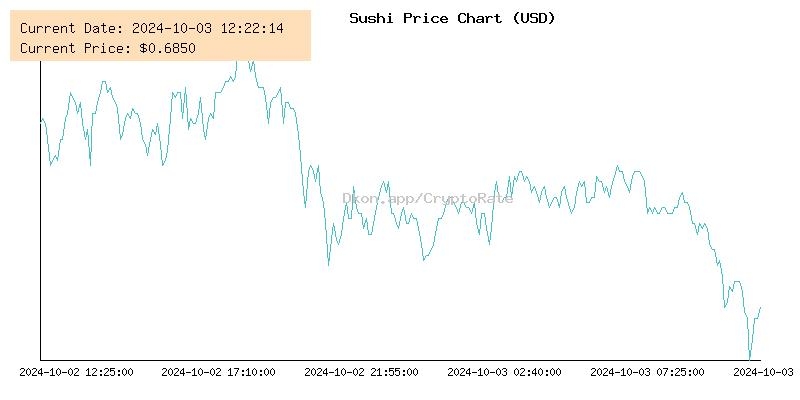 Sushi Price Chart (USD)
Current Date: 2024-10-03 12:22:14
Current Price: $0.6850
Dkon.app/CryptoRate
2024-10-02 12:25:00
2024-10-02 17:10:00
2024-10-02 21:55:00
2024-10-03 02:40:00
2024-10-03 07:25:00
2024-10-03